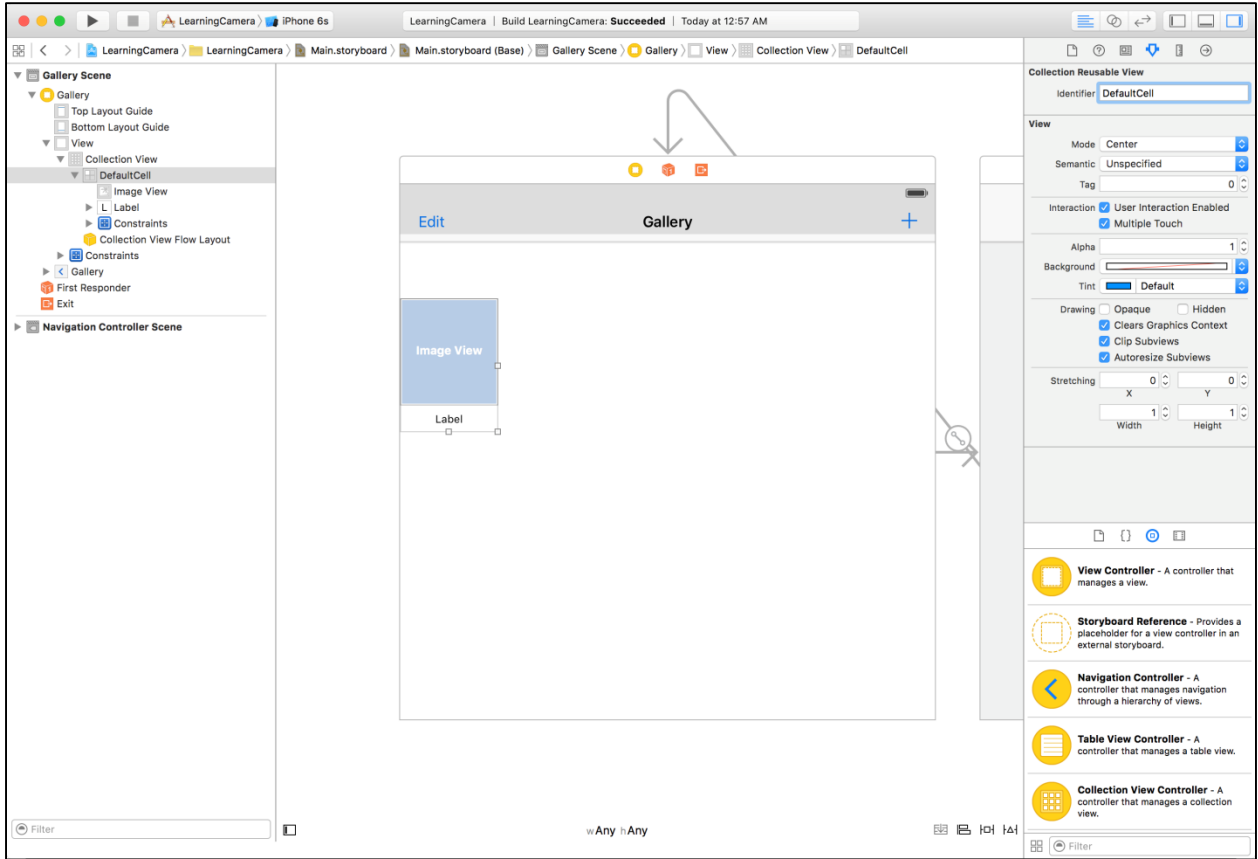 LearningCamera iPhone 6s
LearningCamera | Build LearningCamera: Succeeded | Today at 12:57 AM
LearningCamera LearningCamera Main.storyboard Main.storyboard (Base) Gallery Scene Gallery View Collection View DefaultCell
Gallery Scene
Gallery
Top Layout Guide
Bottom Layout Guide
View
Collection View
DefaultCell
Image View
L Label
Constraints
Collection View Flow Layout
Constraints
Gallery
First Responder
Exit
Navigation Controller Scene
Filter
Edit Gallery +
Image View
Label
wAny hAny
Collection Reusable View
Identifier DefaultCell
View
Mode Center
Semantic Unspecified
Tag 0
Interaction User Interaction Enabled
Multiple Touch
Alpha 1
Background
Tint Default
Drawing Opaque Hidden
Clears Graphics Context
Clip Subviews
Autoresize Subviews
Stretching 0 0
X Y
1 1
Width Height
{}
View Controller - A controller that
manages a view.
Storyboard Reference - Provides a
placeholder for a view controller in an
external storyboard.
Navigation Controller - A
controller that manages navigation
through a hierarchy of views.
Table View Controller - A
controller that manages a table view.
Collection View Controller - A
controller that manages a collection
view.
Filter